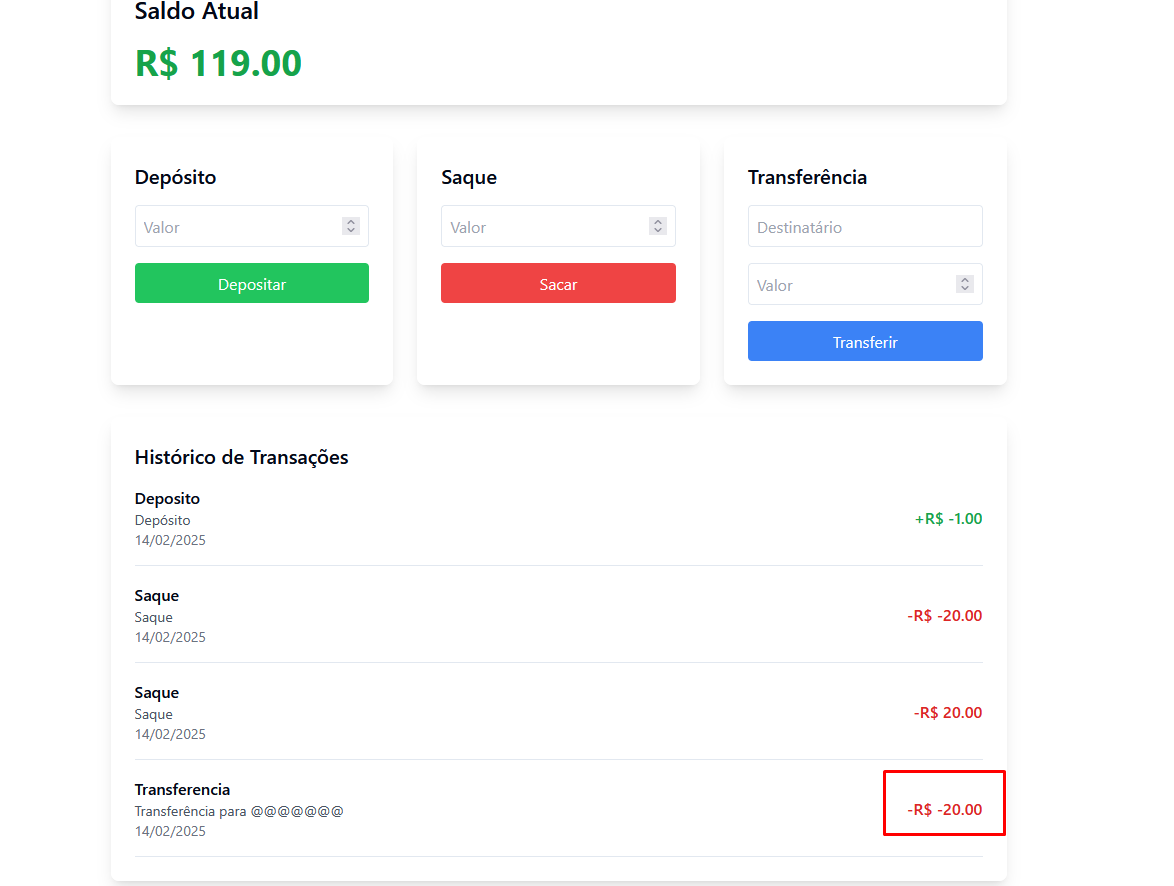 Saldo Atual
R$ 119.00
Depósito
Valor
Depositar
Saque
Valor
Sacar
Transferência
Destinatário
Valor
Transferir
Histórico de Transações
Deposito
Depósito
14/02/2025
+R$ -1.00
Saque
Saque
14/02/2025
-R$ -20.00
Saque
Saque
14/02/2025
-R$ 20.00
Transferencia
Transferência para @@@@@@@
14/02/2025
-R$ -20.00